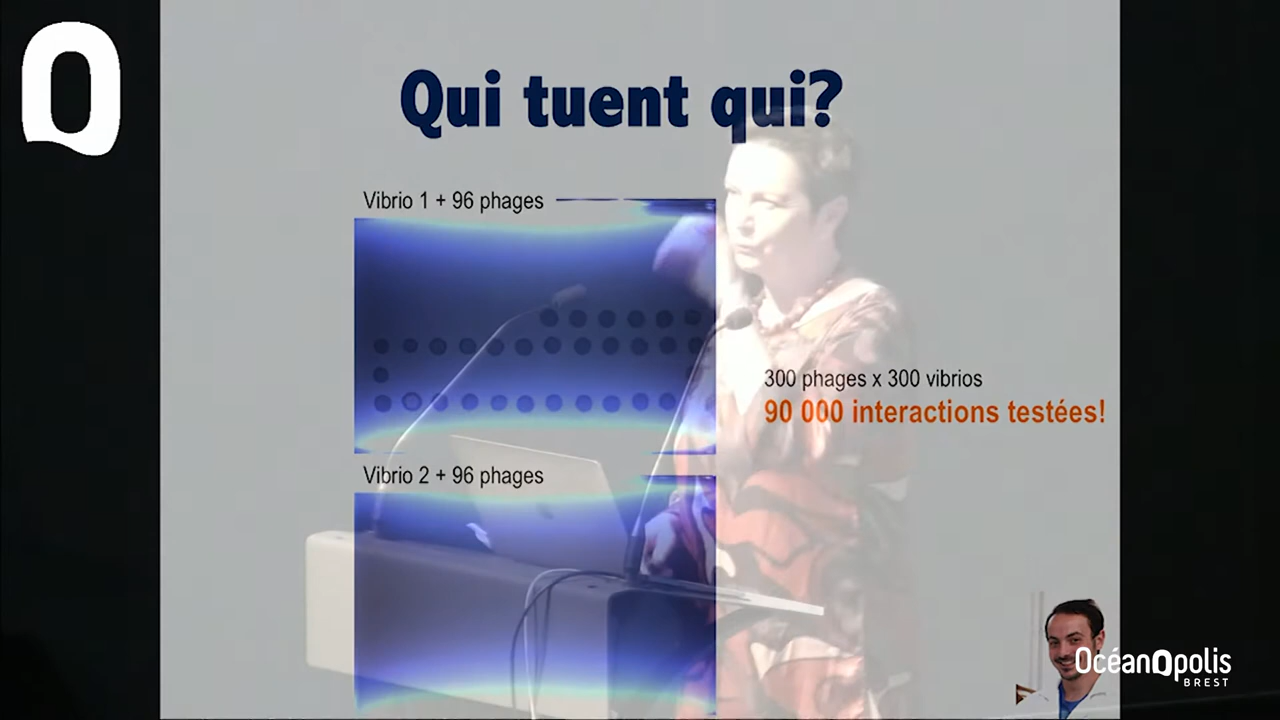 Qui tuent qui?
Vibrio 1 + 96 phages
300 phages x 300 vibrios
90 000 interactions testées!
Vibrio 2 + 96 phages
OcéanOpolis
BREST